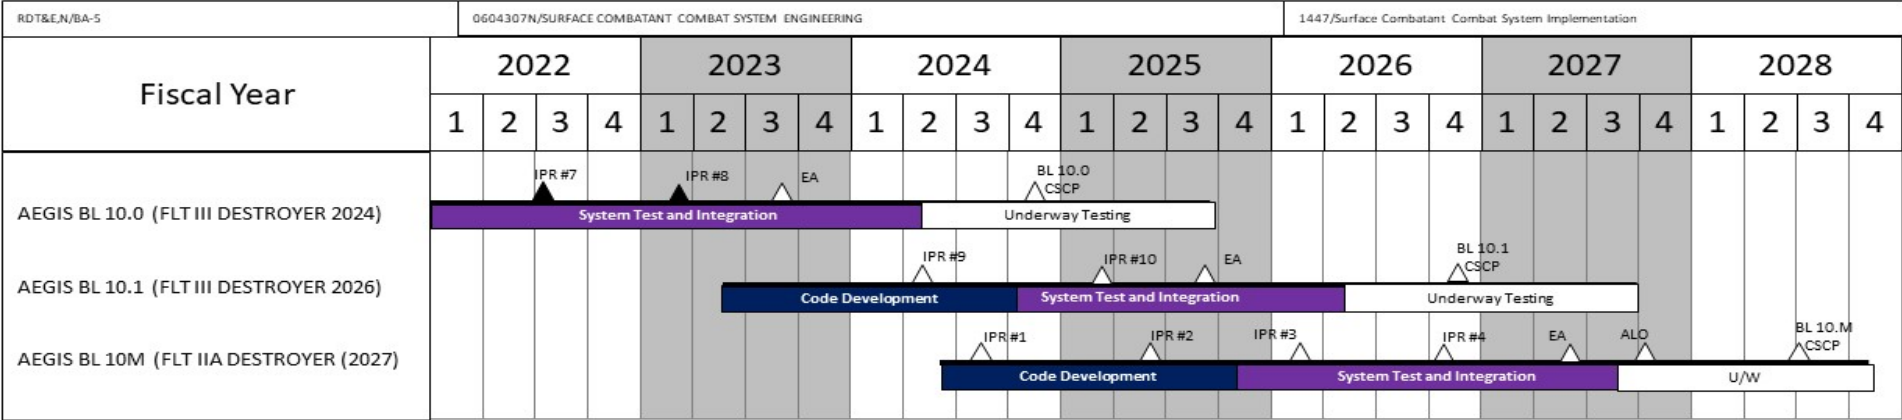 RDT&E,N/BA-5
0604307N/SURFACE COMBATANT COMBAT SYSTEM ENGINEERING
1447/Surface Combatant Combat System Implementation
Fiscal Year
2022 2023 2024 2025 2026 2027 2028
1 2 3 4 1 2 3 4 1 2 3 4 1 2 3 4 1 2 3 4 1 2 3 4 1 2 3 4
AEGIS BL 10.0 (FLT III DESTROYER 2024)
IPR #7
IPR #8
EA
BL 10.0
CSCP
System Test and Integration
Underway Testing
AEGIS BL 10.1 (FLT III DESTROYER 2026)
IPR #9
IPR #10
EA
BL 10.1
CSCP
Code Development
System Test and Integration
Underway Testing
AEGIS BL 10M (FLT IIA DESTROYER (2027)
IPR #1
IPR #2
IPR #3
IPR #4
EA
ALO
BL 10.M
CSCP
Code Development
System Test and Integration
U/W